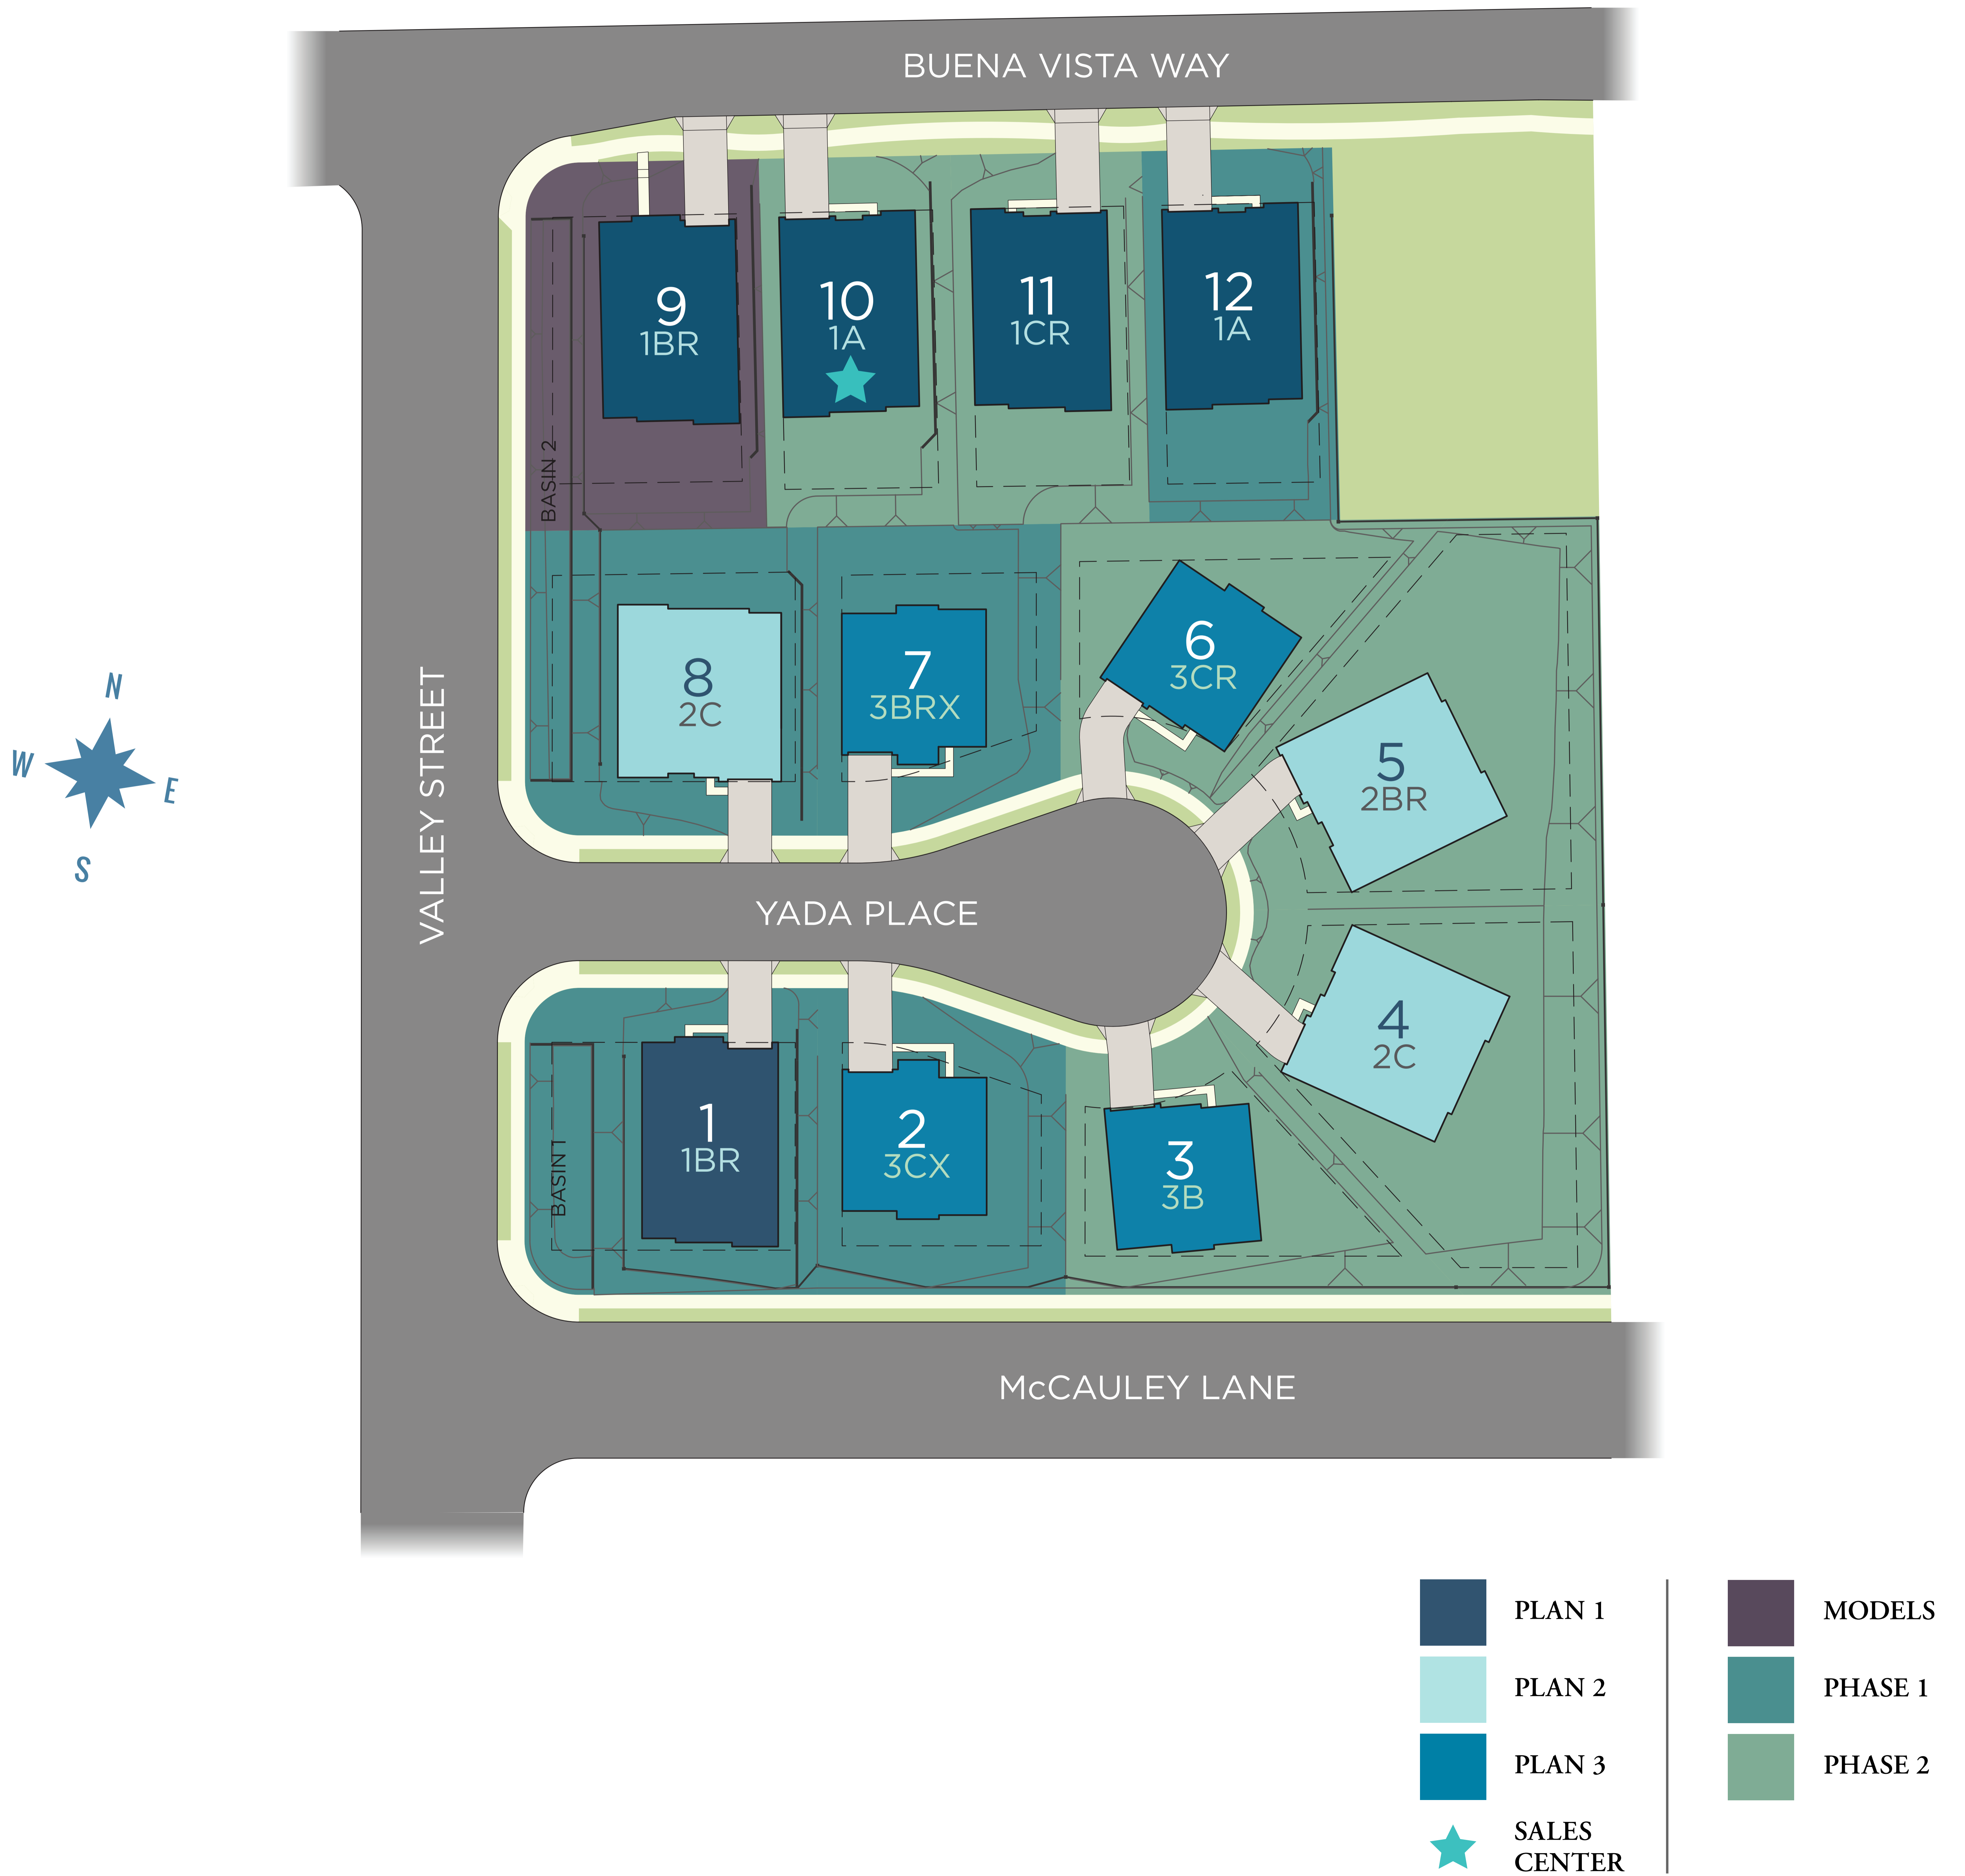 BUENA VISTA WAY
9
1BR
10
1A
11
1CR
12
1A
BASIN 2
N
W
E
S
VALLEY STREET
8
2C
7
3BRX
6
3CR
5
2BR
YADA PLACE
4
2C
1
1BR
2
3CX
3
3B
BASIN 1
McCAULEY LANE
PLAN 1
PLAN 2
PLAN 3
SALES
CENTER
MODELS
PHASE 1
PHASE 2